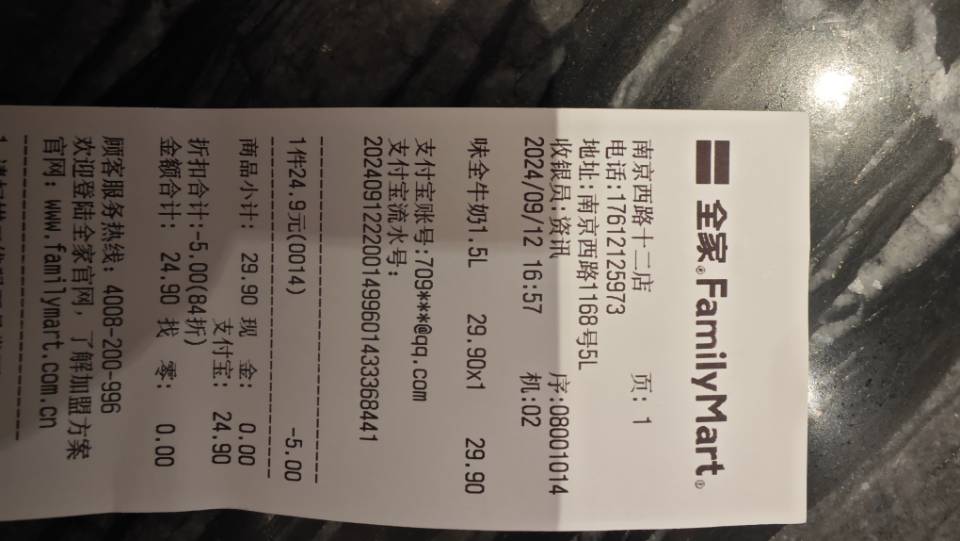 全家®FamilyMart®
南京西路十二店 页: 1
电话:17612125973
地址:南京西路1168号5L
收银员:资讯 序:08001014
2024/09/12 16:57 机:02
味全牛奶1.5L 29.90x1 29.90
支付宝账号:709***@qq.com
支付宝流水号:
2024091222001499601433368441
1件24.9元(0014) -5.00
商品小计: 29.90 现 金: 0.00
折扣合计:-5.00(84折)
支付宝: 24.90
金额合计: 24.90 找 零: 0.00
顾客服务热线: 4008-200-996
欢迎登陆全家官网,了解加盟方案
官网: www.familymart.com.cn